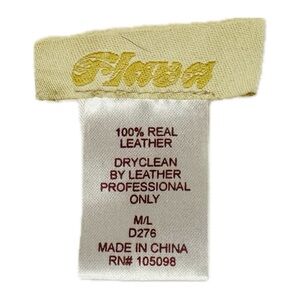 Flava
100% REAL
LEATHER
DRYCLEAN
BY LEATHER
PROFESSIONAL
ONLY
M/L
D276
MADE IN CHINA
RN# 105098